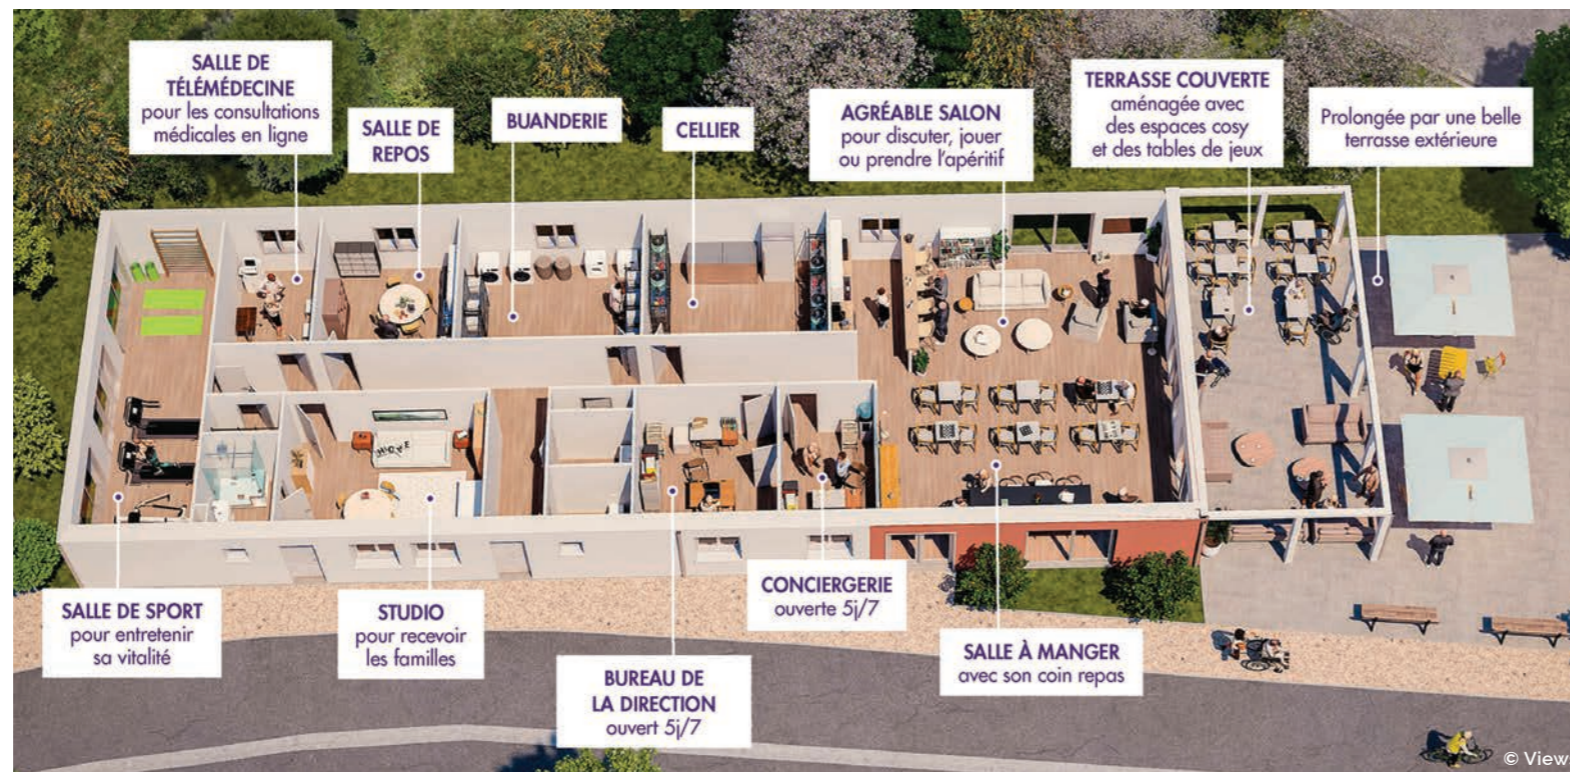 SALLE DE
TÉLÉMÉDECINE
pour les consultations
médicales en ligne
SALLE DE
REPOS
BUANDERIE
CELLIER
AGRÉABLE SALON
pour discuter, jouer
ou prendre l'apéritif
TERRASSE COUVERTE
aménagée avec
des espaces cosy
et des tables de jeux
Prolongée par une belle
terrasse extérieure
SALLE DE SPORT
pour entretenir
sa vitalité
STUDIO
pour recevoir
les familles
BUREAU DE
LA DIRECTION
ouvert 5j/7
CONCIERGERIE
ouverte 5j/7
SALLE À MANGER
avec son coin repas
© View